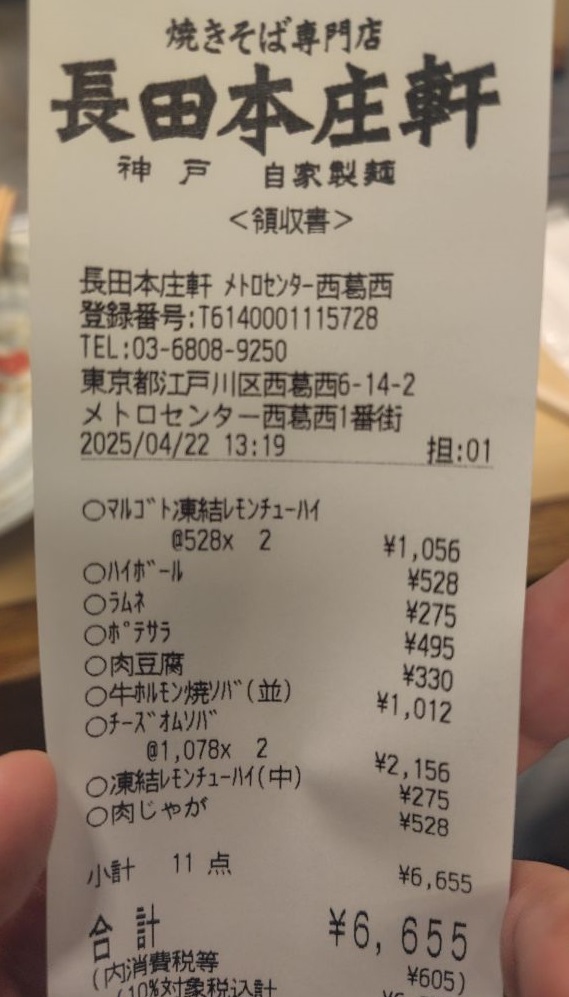 焼きそば専門店
長田本庄軒
神戸 自家製麺
<領収書>
長田本庄軒 ﾒﾄﾛｾﾝﾀｰ西葛西
登録番号:T6140001115728
TEL:03-6808-9250
東京都江戸川区西葛西6-14-2
メトロセンター西葛西1番街
2025/04/22 13:19 担:01
○ﾏﾙｺﾞﾄ凍結ﾚﾓﾝﾁｭｰﾊｲ
@528x 2 ¥1,056
○ﾊｲﾎﾞｰﾙ ¥528
○ﾗﾑﾈ ¥275
○ﾎﾟﾃｻﾗ ¥495
○肉豆腐 ¥330
○牛ﾎﾙﾓﾝ焼ｿﾊﾞ(並) ¥1,012
○ﾁｰｽﾞｵﾑｿﾊﾞ
@1,078x 2 ¥2,156
○凍結ﾚﾓﾝﾁｭｰﾊｲ(中) ¥275
○肉じゃが ¥528
小計 11 点 ¥6,655
合計 ¥6,655
(内消費税等 ¥605)
(10%対象税込計